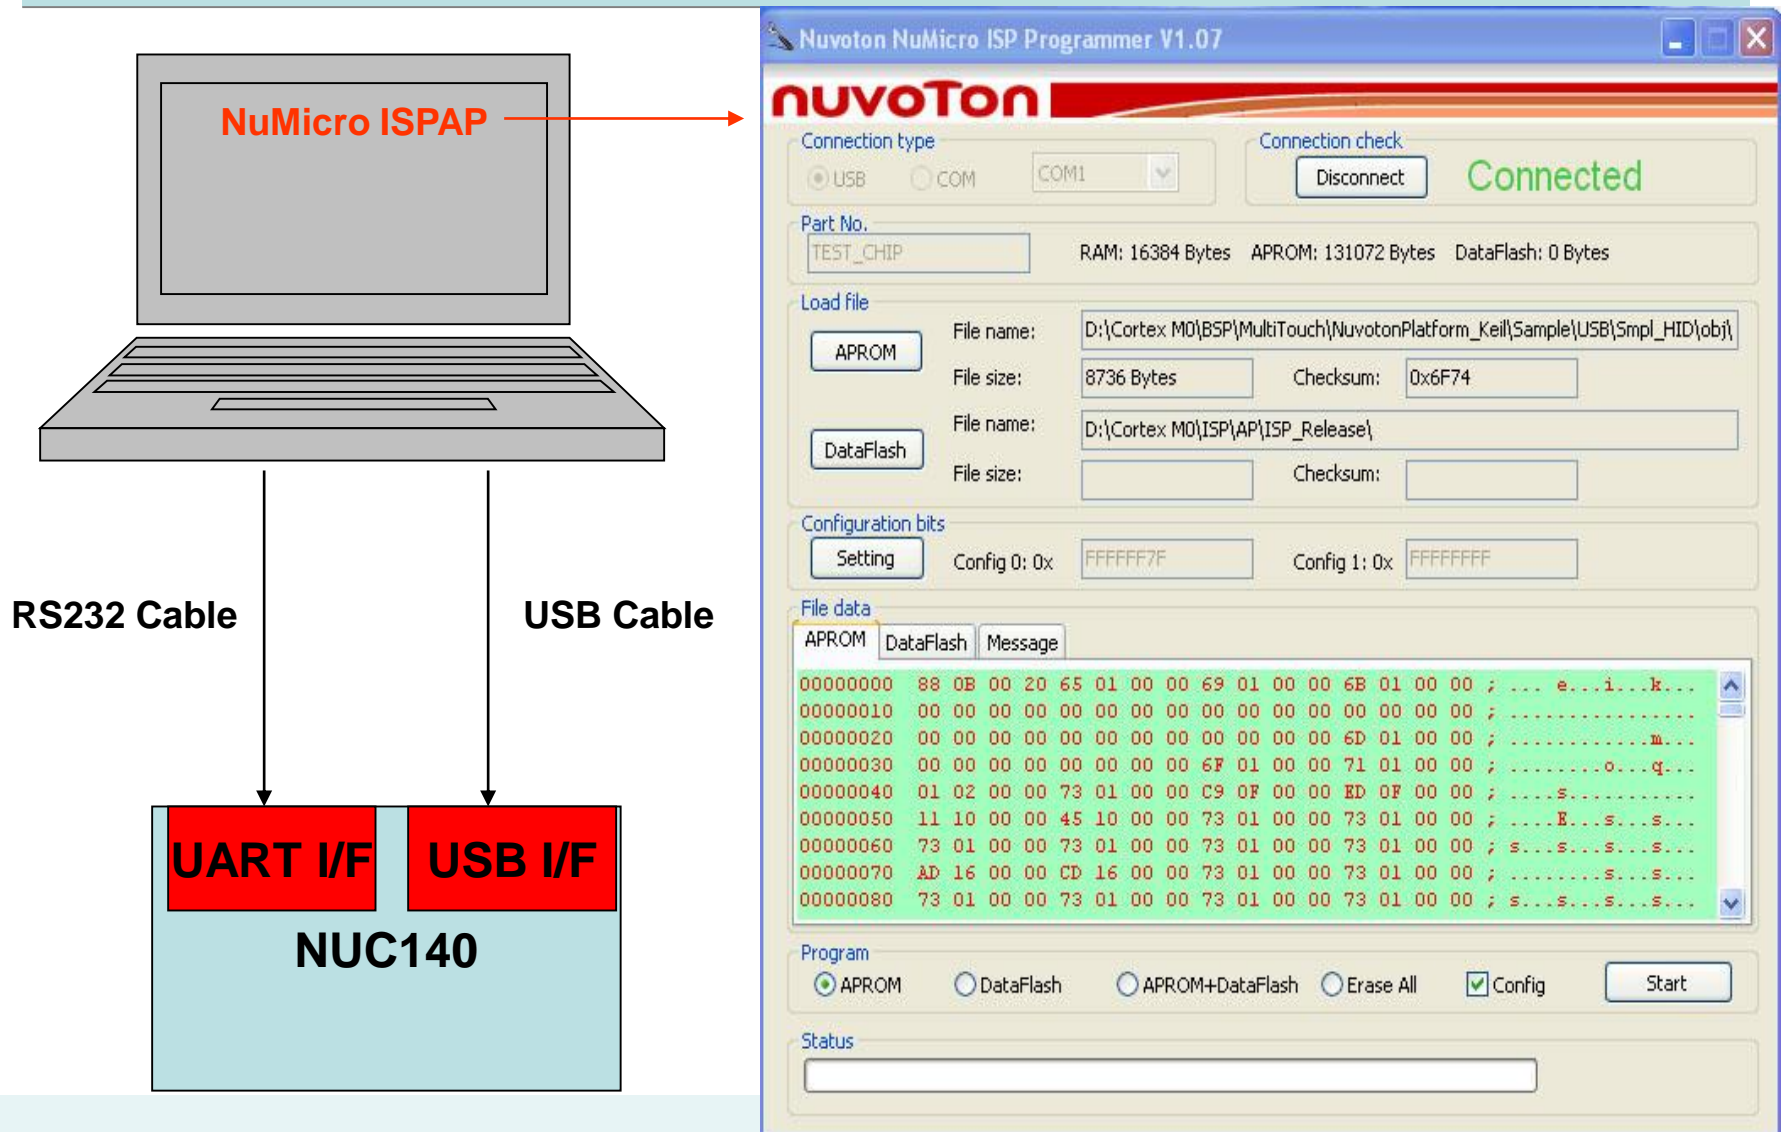 NuMicro ISPAP
RS232 Cable
USB Cable
UART I/F
USB I/F
NUC140
Nuvoton NuMicro ISP Programmer V1.07
nuvoTon
Connection type
USB
COM
COM1
Connection check
Disconnect
Connected
Part No.
TEST_CHIP
RAM: 16384 Bytes APROM: 131072 Bytes DataFlash: 0 Bytes
Load file
APROM
File name: D:\Cortex M0\BSP\MultiTouch\NuvotonPlatform_Keil\Sample\USB\Smpl_HID\obj\
File size: 8736 Bytes Checksum: 0x6F74
DataFlash
File name: D:\Cortex M0\ISP\AP\ISP_Release\
File size: Checksum:
Configuration bits
Setting Config 0: 0x FFFFFF7F Config 1: 0x FFFFFFFF
File data
APROM DataFlash Message
00000000 88 0B 00 20 65 01 00 00 69 01 00 00 6B 01 00 00 ; ... e...i...k...
00000010 00 00 00 00 00 00 00 00 00 00 00 00 00 00 00 00 ; ................
00000020 00 00 00 00 00 00 00 00 00 00 00 00 6D 01 00 00 ; ............m...
00000030 00 00 00 00 00 00 00 00 6F 01 00 00 71 01 00 00 ; ........o...q...
00000040 01 02 00 00 73 01 00 00 C9 0F 00 00 ED 0F 00 00 ; ....s...........
00000050 11 10 00 00 45 10 00 00 73 01 00 00 73 01 00 00 ; ....E...s...s...
00000060 73 01 00 00 73 01 00 00 73 01 00 00 73 01 00 00 ; s...s...s...s...
00000070 AD 16 00 00 CD 16 00 00 73 01 00 00 73 01 00 00 ; ........s...s...
00000080 73 01 00 00 73 01 00 00 73 01 00 00 73 01 00 00 ; s...s...s...s...
Program
APROM DataFlash APROM+DataFlash Erase All Config Start
Status